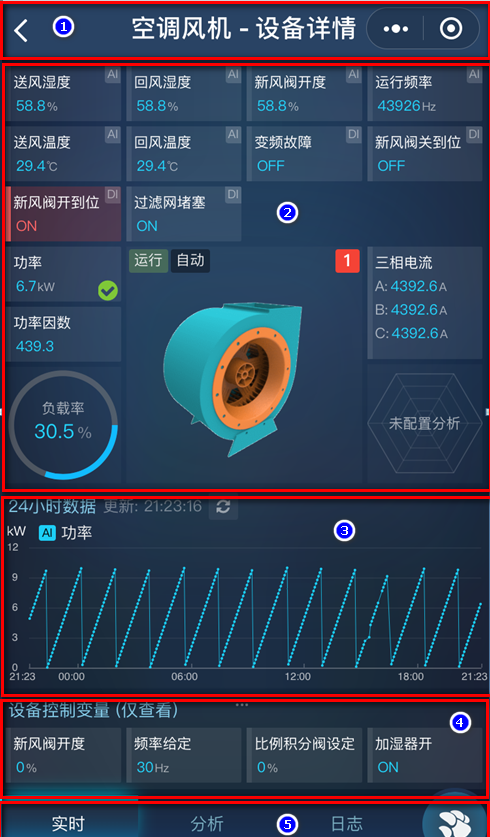 1
空调风机 - 设备详情
AI AI AI AI
送风湿度 回风湿度 新风阀开度 运行频率
58.8% 58.8% 58.8% 43926Hz
AI AI DI DI
送风温度 回风温度 变频故障 新风阀关到位
29.4℃ 29.4℃ OFF OFF
DI DI
新风阀开到位 过滤网堵塞
ON ON
2
功率 运行 自动 1 三相电流
6.7kW A: 4392.6A
B: 4392.6A
功率因数 C: 4392.6A
439.3
负载率
30.5 %
未配置分析
24小时数据 更新: 21:23:16
3
kW AI 功率
12
9
6
3
0
21:23 00:00 06:00 12:00 18:00 21:23
设备控制变量 (仅查看)
4
新风阀开度 频率给定 比例积分阀设定 加湿器开
0% 30Hz 0% ON
实时 分析 5 日志